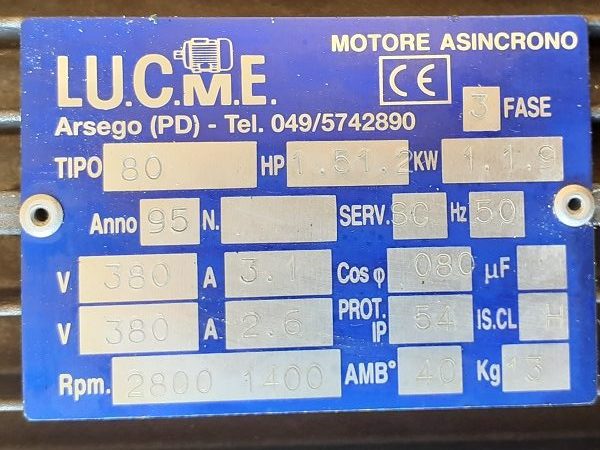 LU.C.M.E. MOTORE ASINCRONO
CE
Arsego (PD) - Tel. 049/5742890 3 FASE
TIPO 80 HP 1.51.2 KW 1.1.9
Anno 95 N. SERV. SC Hz 50
V 380 A 3.1 Cos φ 080 µF
V 380 A 2.6 PROT. IP 54 IS.CL H
Rpm. 2800 1400 AMB° 40 Kg 13